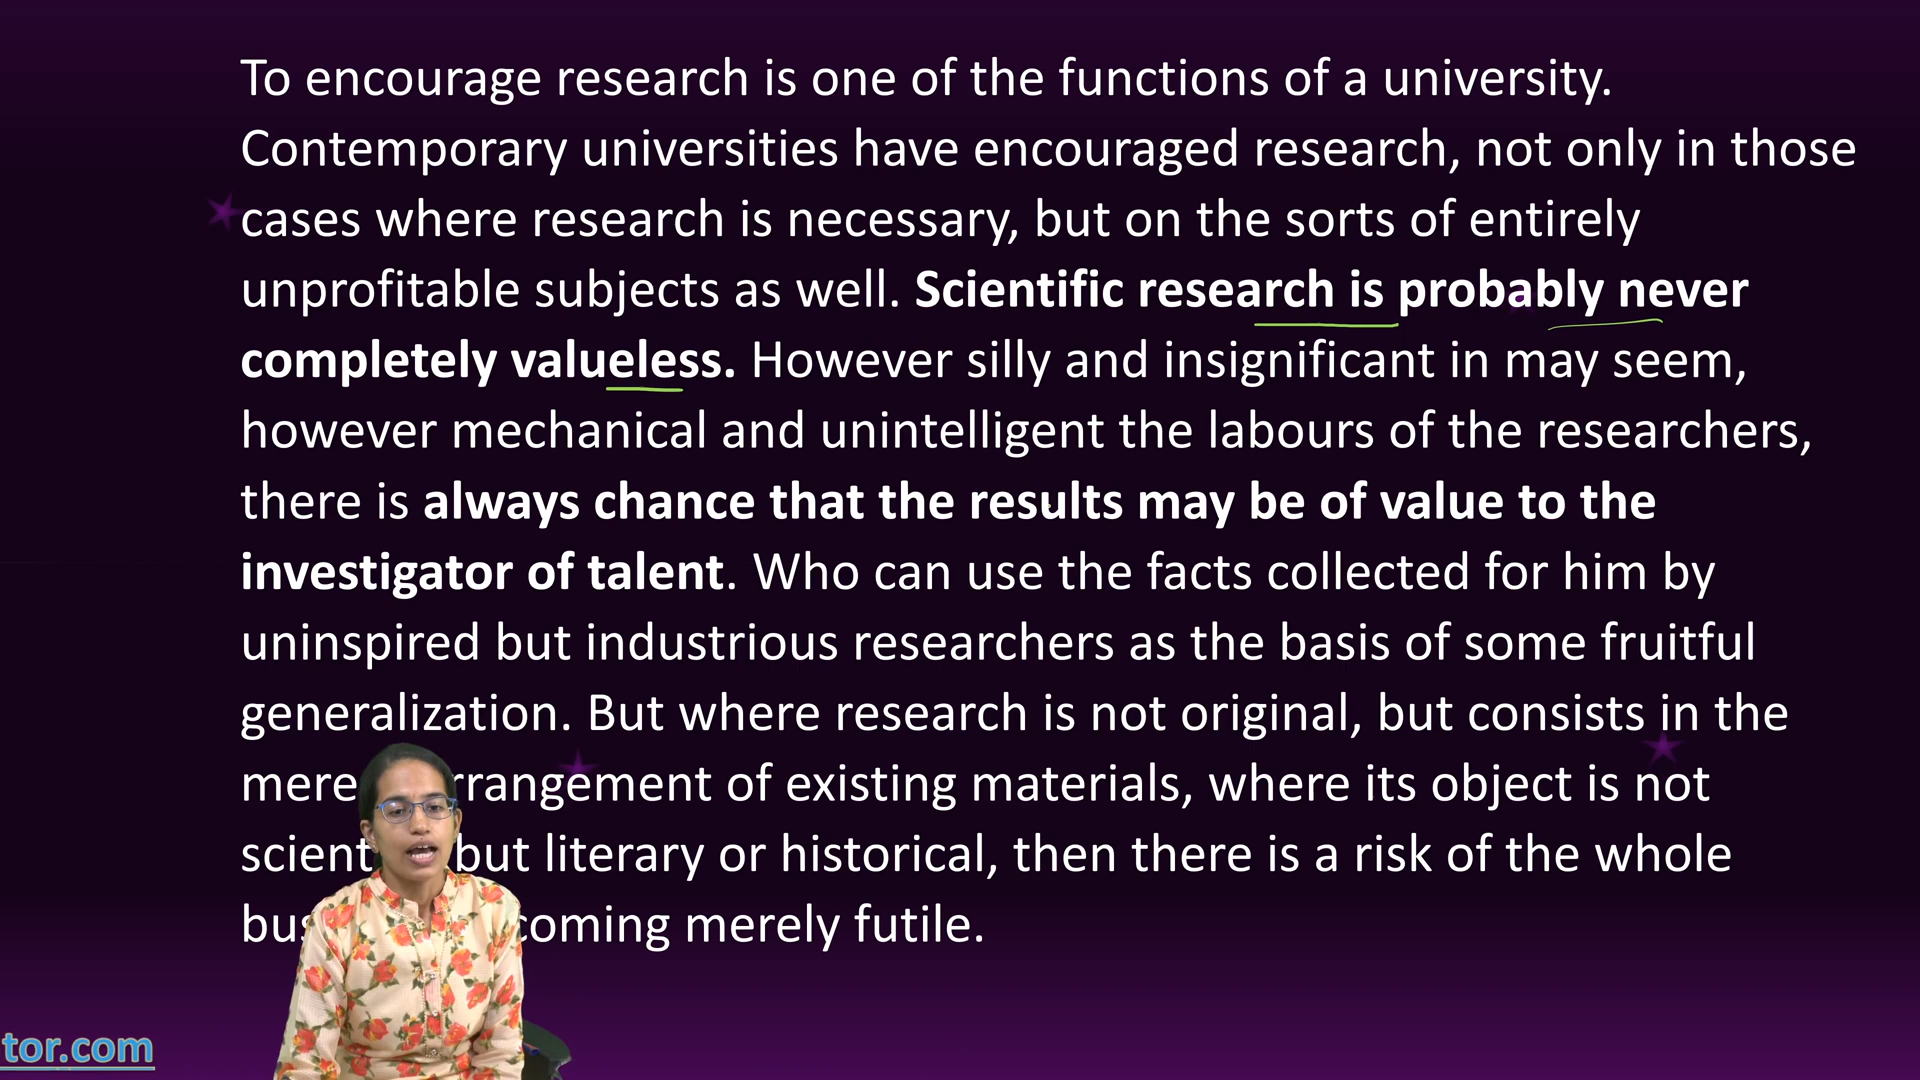 To encourage research is one of the functions of a university.
Contemporary universities have encouraged research, not only in those
cases where research is necessary, but on the sorts of entirely
unprofitable subjects as well. Scientific research is probably never
completely valueless. However silly and insignificant in may seem,
however mechanical and unintelligent the labours of the researchers,
there is always chance that the results may be of value to the
investigator of talent. Who can use the facts collected for him by
uninspired but industrious researchers as the basis of some fruitful
generalization. But where research is not original, but consists in the
mere of existing materials, where its object is not
but literary or historical, then there is a risk of the whole
merely futile.
tor.com